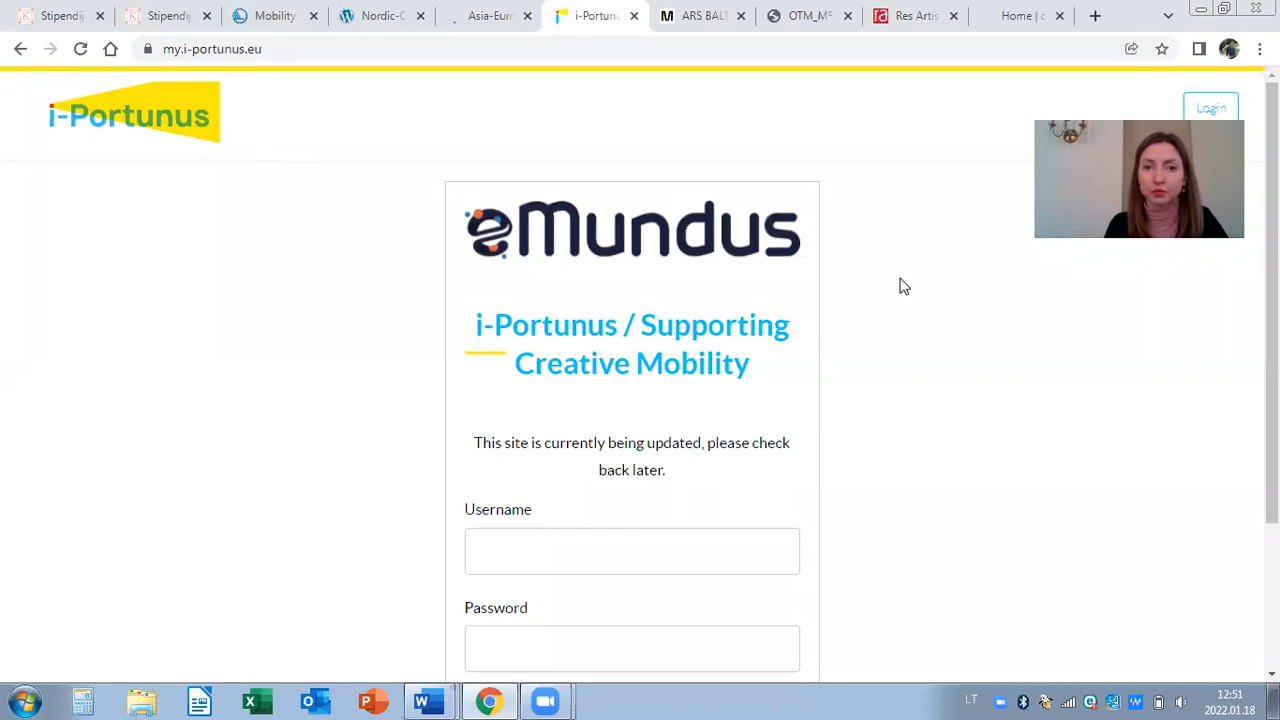 Stipendij
Stipendij
Mobility
Nordic-C
Asia-Euro
i-Portunu
ARS BALT
OTM_M
Res Artis
Home | c
my.i-portunus.eu
i-Portunus
Login
eMundus
i-Portunus / Supporting
Creative Mobility
This site is currently being updated, please check
back later.
Username
Password
LT
12:51
2022.01.18